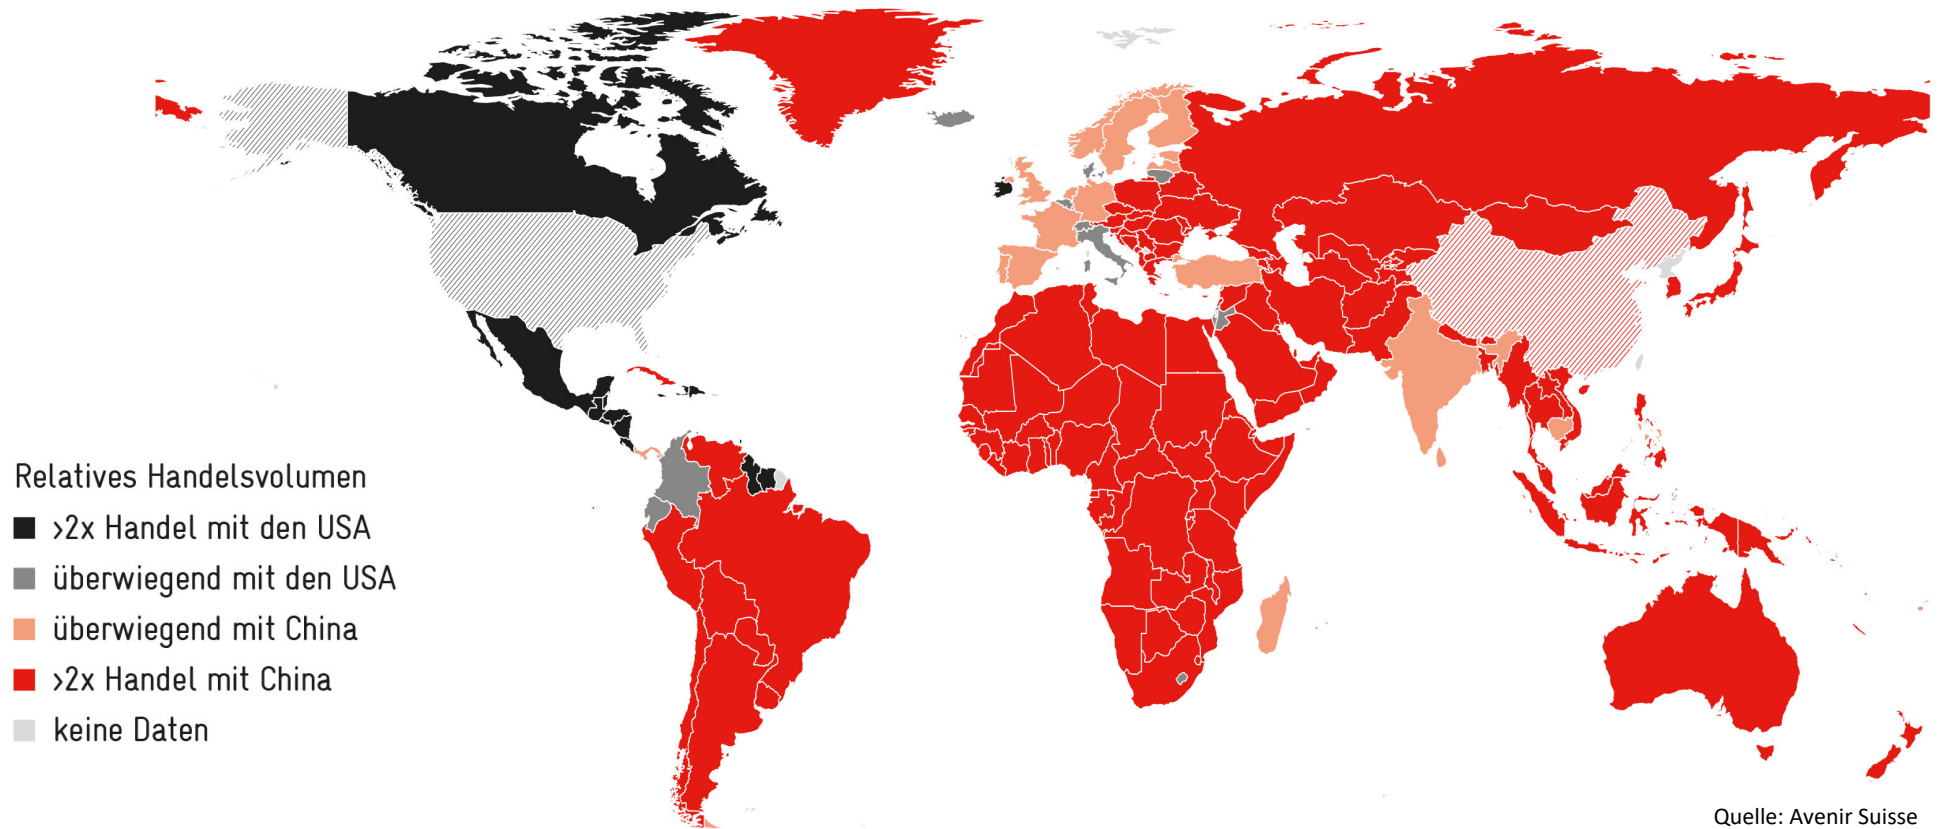 Relatives Handelsvolumen
>2x Handel mit den USA
überwiegend mit den USA
überwiegend mit China
>2x Handel mit China
keine Daten
Quelle: Avenir Suisse